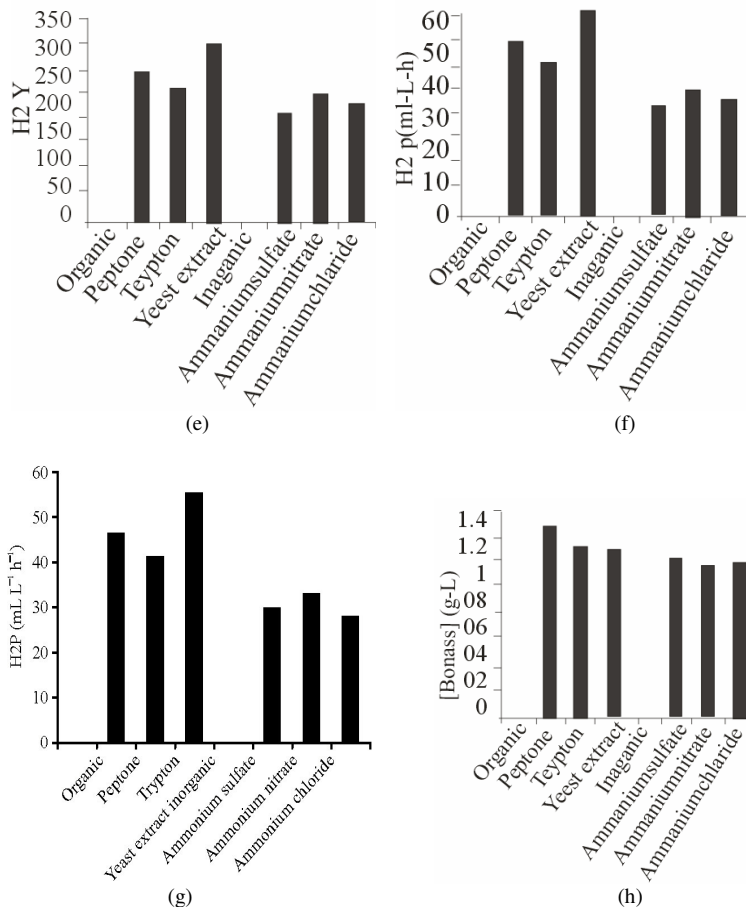 350
300
250
200
150
100
50
0
H2 Y
Organic
Peptone
Teypton
Yeest extract
Inaganic
Ammaniumsulfate
Ammaniumnitrate
Ammaniumchlaride
(e)
60
50
40
30
20
10
0
H2 p(ml-L-h)
Organic
Peptone
Teypton
Yeest extract
Inaganic
Ammaniumsulfate
Ammaniumnitrate
Ammaniumchlaride
(f)
60
50
40
30
20
10
0
H2P (mL L⁻¹ h⁻¹)
Organic
Peptone
Trypton
Yeast extract inorganic
Ammonium sulfate
Ammonium nitrate
Ammonium chloride
(g)
1.4
1.2
1
08
06
04
02
0
[Bonass] (g-L)
Organic
Peptone
Teypton
Yeest extract
Inaganic
Ammaniumsulfate
Ammaniumnitrate
Ammaniumchlaride
(h)